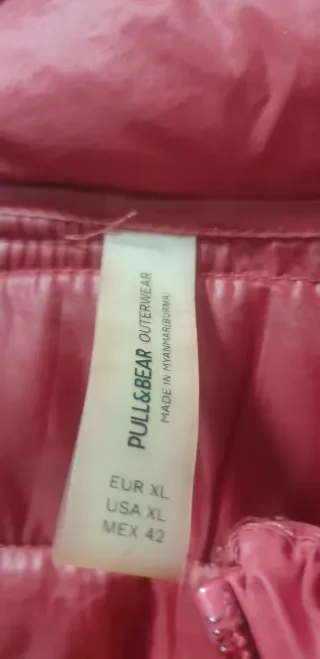 PULL&BEAR OUTERWEAR
MADE IN MYANMAR(BURMA)
EUR XL
USA XL
MEX 42